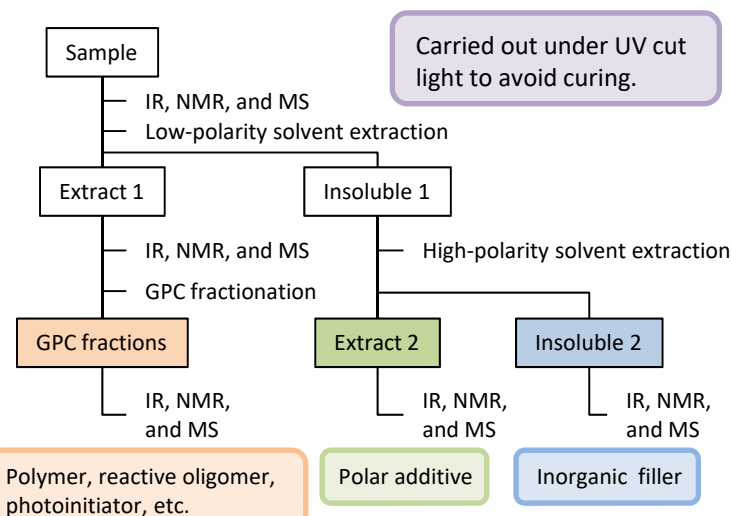 Sample
Carried out under UV cut
light to avoid curing.
IR, NMR, and MS
Low-polarity solvent extraction
Extract 1
Insoluble 1
IR, NMR, and MS
High-polarity solvent extraction
GPC fractionation
GPC fractions
Extract 2
Insoluble 2
IR, NMR,
and MS
IR, NMR,
and MS
IR, NMR,
and MS
Polymer, reactive oligomer,
photoinitiator, etc.
Polar additive
Inorganic filler